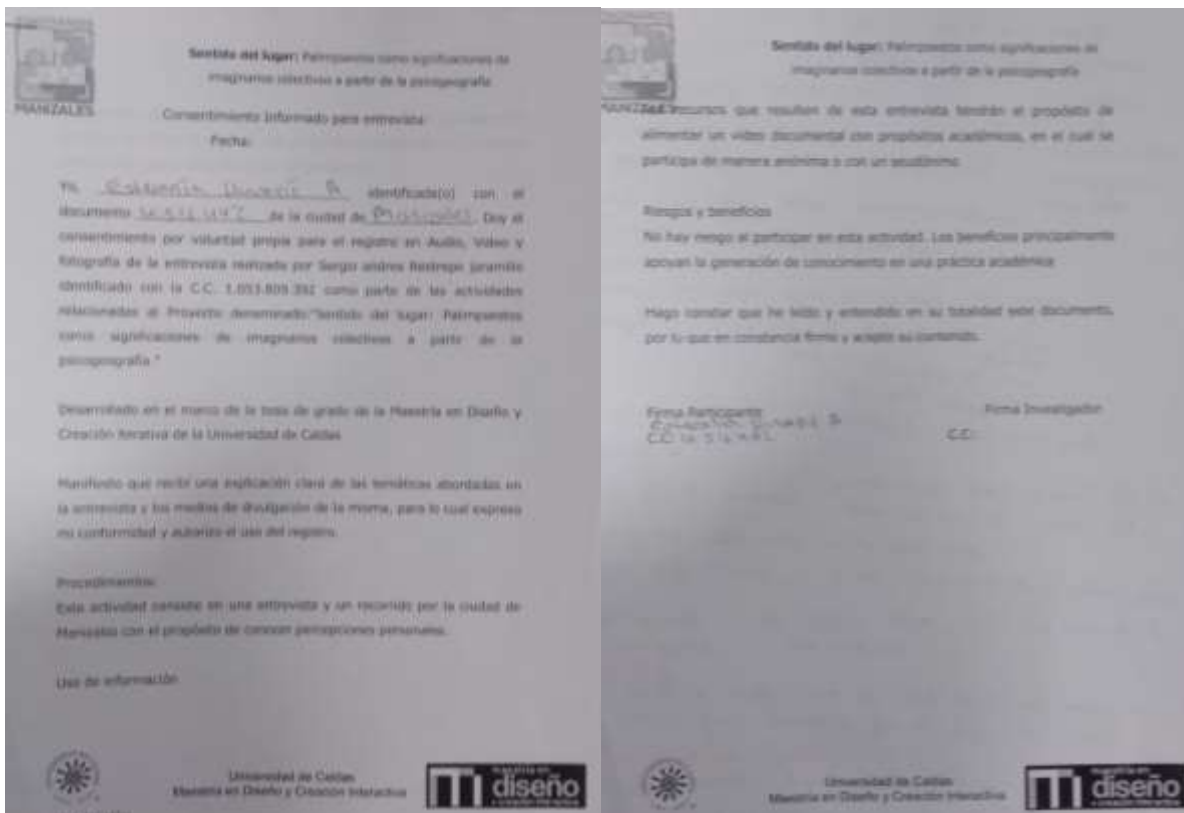 MANIZALES
Sentido del lugar: Palimpsestos como significaciones de
imaginarios colectivos a partir de la psicogeografía
Consentimiento Informado para entrevista
Fecha:
Yo, identificada(o) con el
documento de la ciudad de Manizales. Doy el
consentimiento por voluntad propia para el registro en Audio, Video y
fotografía de la entrevista realizada por Sergio andres Restrepo jaramillo
identificado con la C.C. como parte de las actividades
relacionadas al Proyecto denominado:"Sentido del lugar: Palimpsestos
como significaciones de imaginarios colectivos a partir de la
psicogeografía."
Desarrollado en el marco de la tesis de grado de la Maestría en Diseño y
Creación de la Universidad de Caldas
Manifiesto que recibí una explicación clara de las temáticas abordadas en
la entrevista y los medios de divulgación de la misma, para lo cual expreso
mi conformidad y autorizo el uso del registro.
Procedimientos:
Esta actividad consiste en una entrevista y un recorrido por la ciudad de
Manizales con el propósito de conocer percepciones personales.
Uso de información
Universidad de Caldas
Maestría en Diseño y Creación Interactiva
maestría en
diseño
y creación interactiva
MANIZALES
Sentido del lugar: Palimpsestos como significaciones de
imaginarios colectivos a partir de la psicogeografía
recursos que resulten de esta entrevista tendrán el propósito de
alimentar un video documental con propósitos académicos, en el cual se
participa de manera anónima o con un seudónimo.
Riesgos y beneficios
No hay riesgo al participar en esta actividad. Los beneficios principalmente
apoyan la generación de conocimiento en una práctica académica
Hago constar que he leído y entendido en su totalidad este documento,
por lo que en constancia firmo y acepto su contenido.
Firma Participante Firma Investigador
CC C.C:
Universidad de Caldas
Maestría en Diseño y Creación Interactiva
maestría en
diseño
y creación interactiva